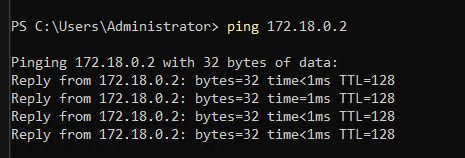 PS C:\Users\Administrator> ping 172.18.0.2
Pinging 172.18.0.2 with 32 bytes of data:
Reply from 172.18.0.2: bytes=32 time<1ms TTL=128
Reply from 172.18.0.2: bytes=32 time=1ms TTL=128
Reply from 172.18.0.2: bytes=32 time<1ms TTL=128
Reply from 172.18.0.2: bytes=32 time<1ms TTL=128